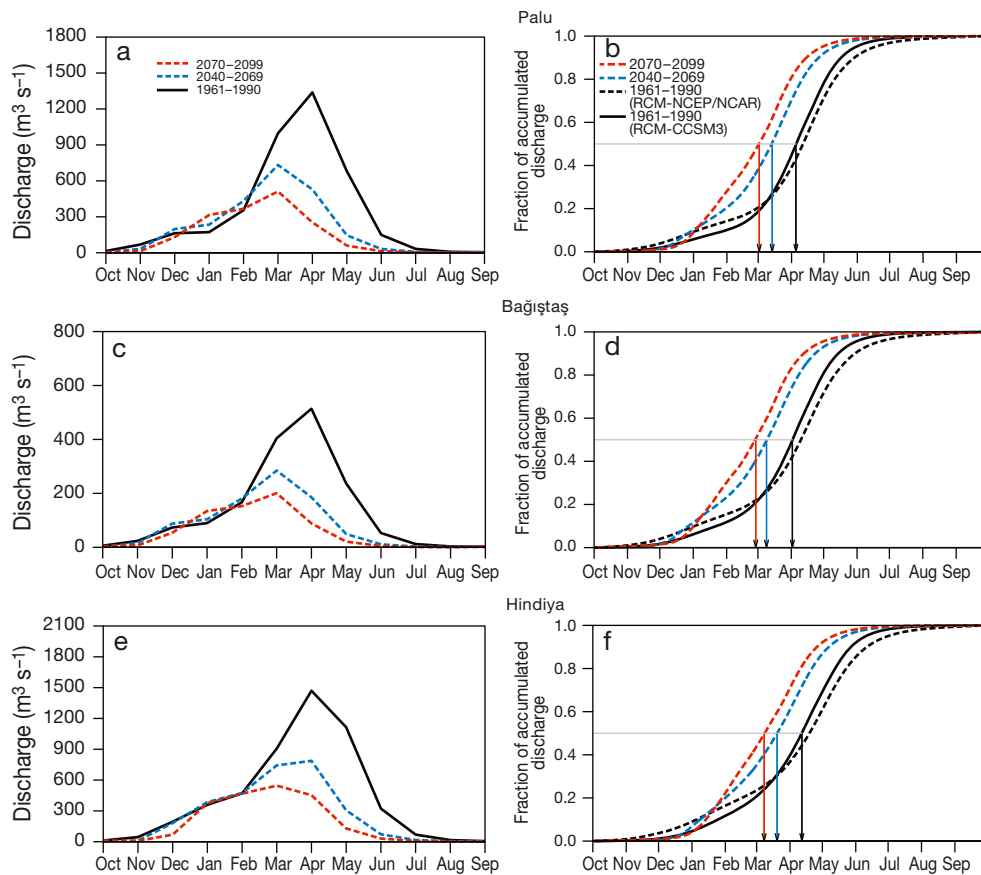 Palu
a
Discharge (m³ s⁻¹)
1800
1500
1200
900
600
300
0
2070–2099
2040–2069
1961–1990
Oct Nov Dec Jan Feb Mar Apr May Jun Jul Aug Sep
b
Fraction of accumulated
discharge
1.0
0.8
0.6
0.4
0.2
0.0
2070–2099
2040–2069
1961–1990
(RCM-NCEP/NCAR)
1961–1990
(RCM-CCSM3)
Oct Nov Dec Jan Feb Mar Apr May Jun Jul Aug Sep
Bağıştaş
c
Discharge (m³ s⁻¹)
800
600
400
200
0
Oct Nov Dec Jan Feb Mar Apr May Jun Jul Aug Sep
d
Fraction of accumulated
discharge
1.0
0.8
0.6
0.4
0.2
0.0
Oct Nov Dec Jan Feb Mar Apr May Jun Jul Aug Sep
Hindiya
e
Discharge (m³ s⁻¹)
2100
1800
1500
1200
900
600
300
0
Oct Nov Dec Jan Feb Mar Apr May Jun Jul Aug Sep
f
Fraction of accumulated
discharge
1.0
0.8
0.6
0.4
0.2
0.0
Oct Nov Dec Jan Feb Mar Apr May Jun Jul Aug Sep